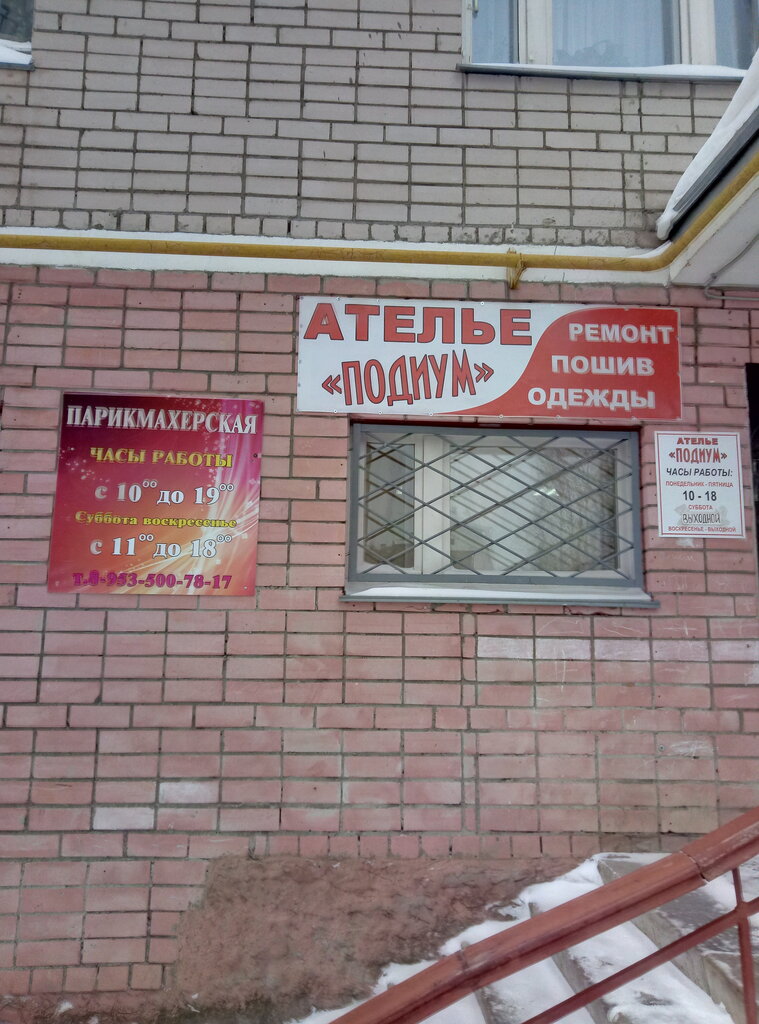 АТЕЛЬЕ
«ПОДИУМ»
РЕМОНТ
ПОШИВ
ОДЕЖДЫ
ПАРИКМАХЕРСКАЯ
ЧАСЫ РАБОТЫ
с 10⁰⁰ до 19⁰⁰
Суббота воскресенье
с 11⁰⁰ до 18⁰⁰
т.8-953-500-78-17
АТЕЛЬЕ
«ПОДИУМ»
ЧАСЫ РАБОТЫ:
ПОНЕДЕЛЬНИК - ПЯТНИЦА
10 - 18
СУББОТА
ВЫХОДНОЙ
ВОСКРЕСЕНЬЕ - ВЫХОДНОЙ